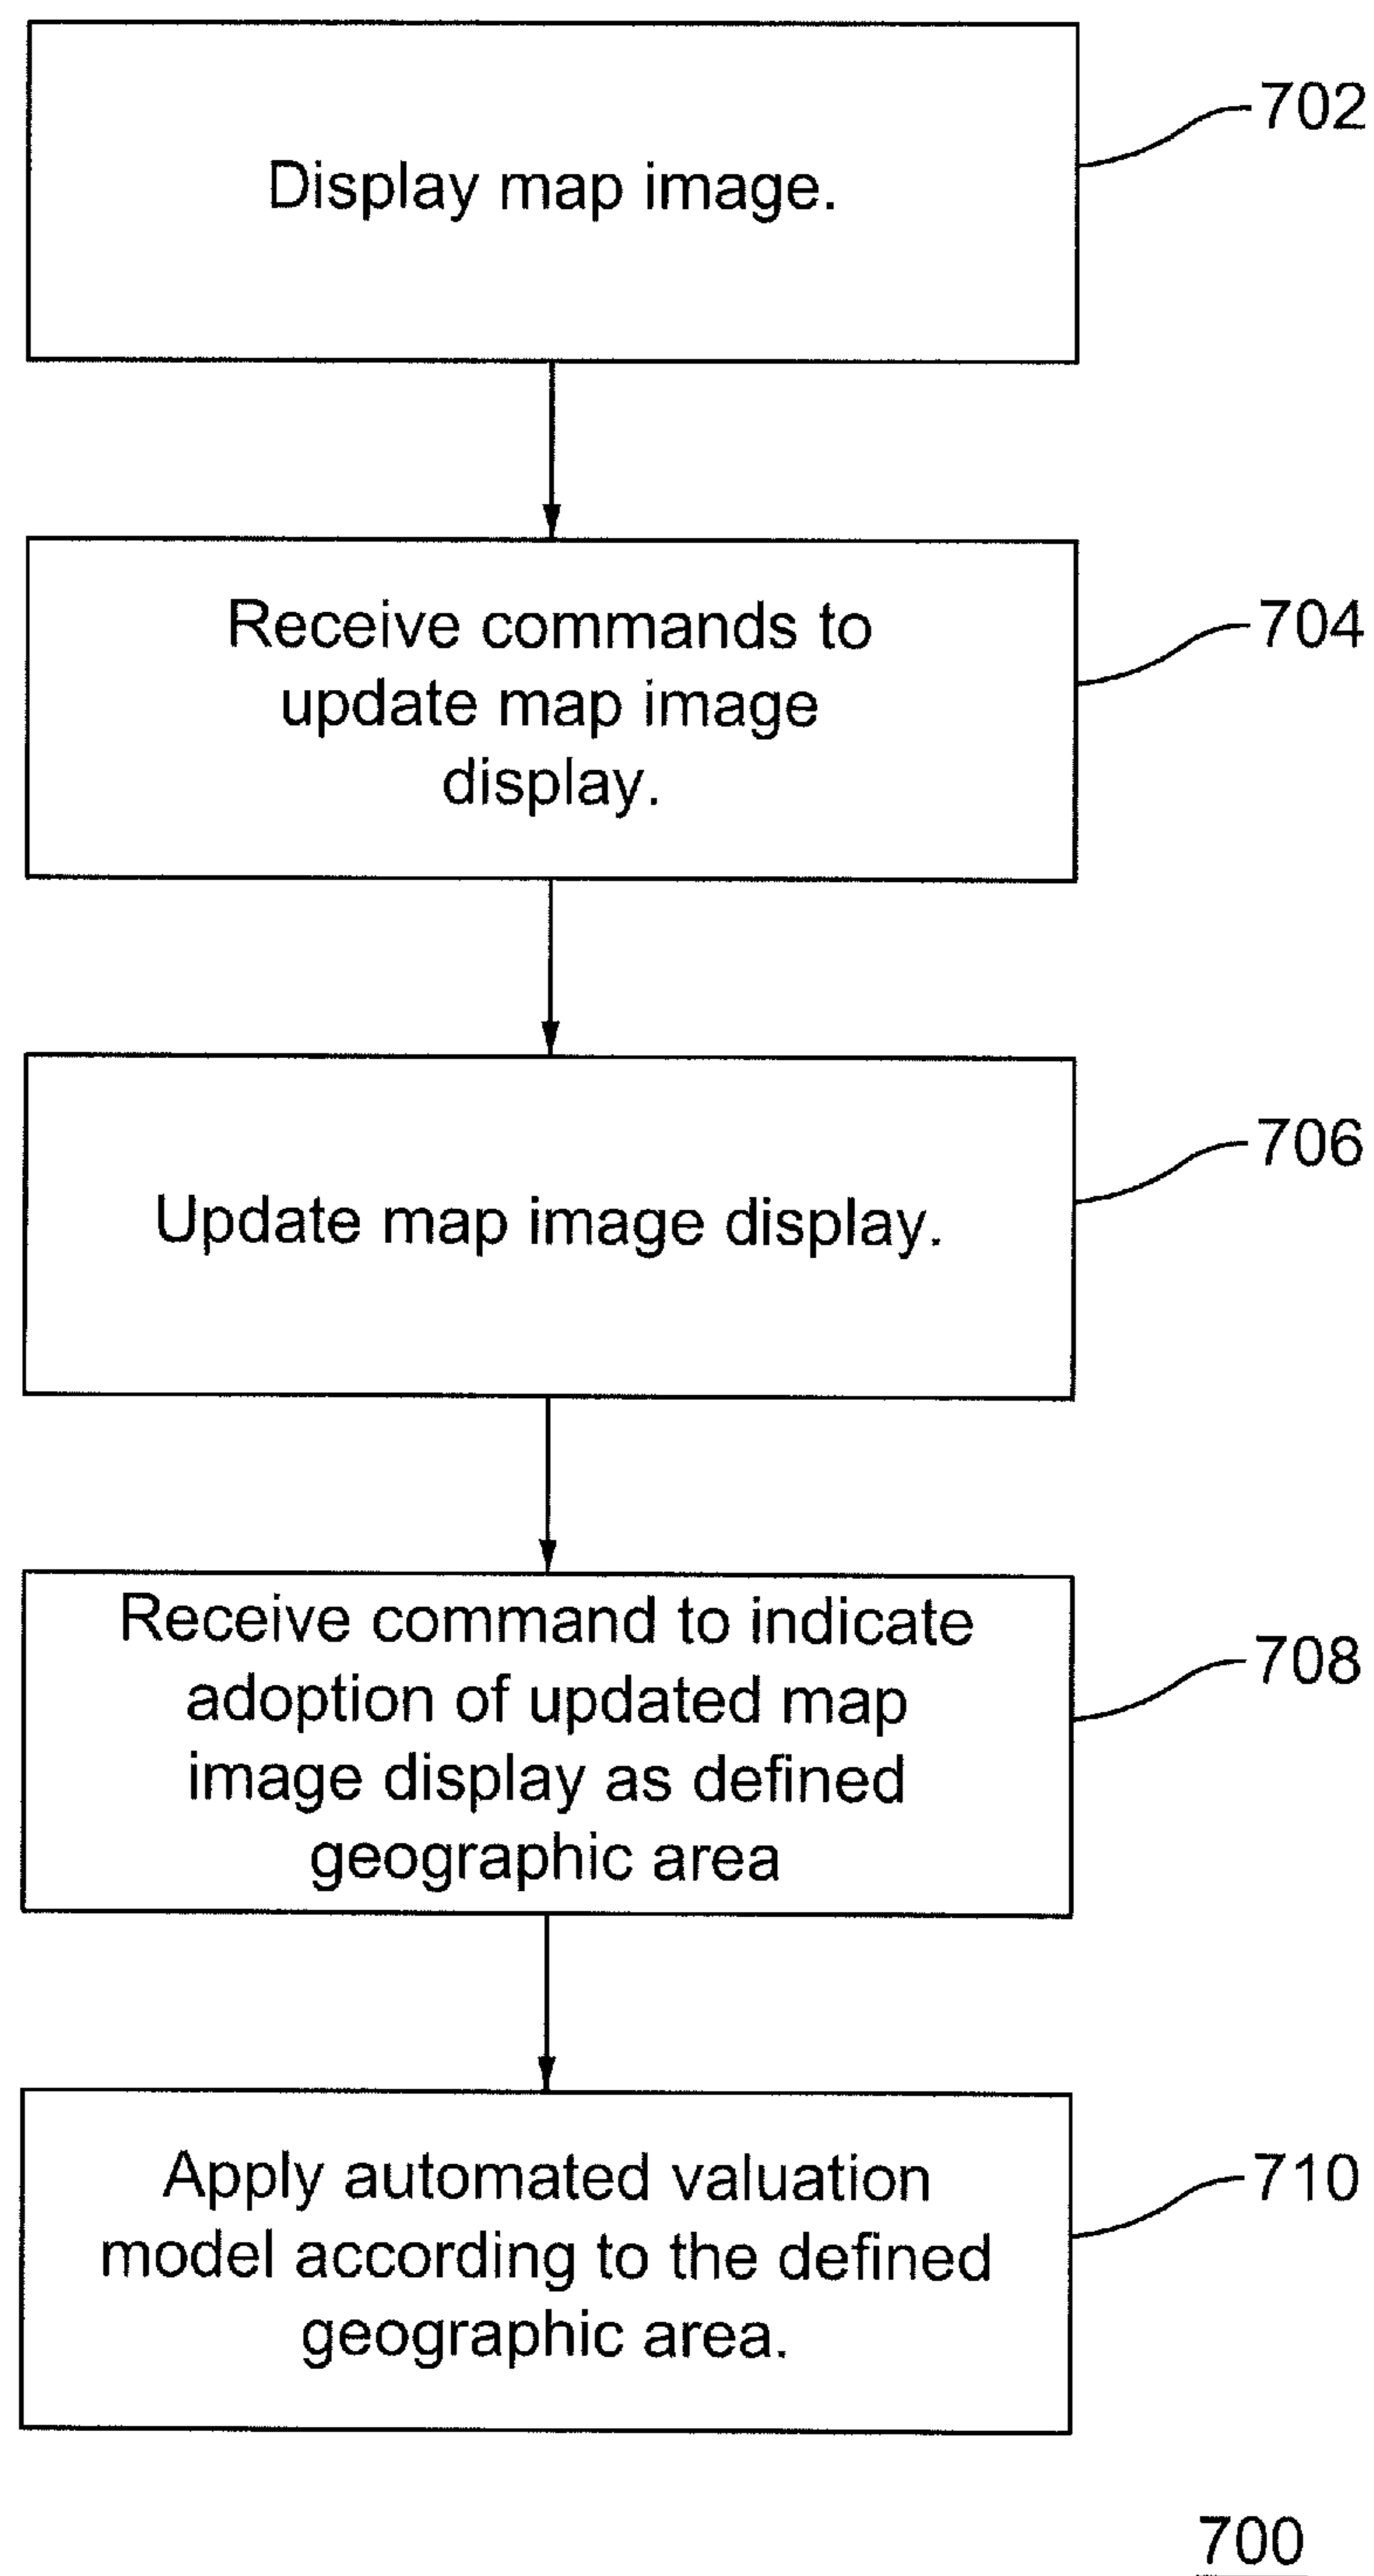 702
Display map image.
704
Receive commands to
update map image
display.
706
Update map image display.
708
Receive command to indicate
adoption of updated map
image display as defined
geographic area
710
Apply automated valuation
model according to the defined
geographic area.
700